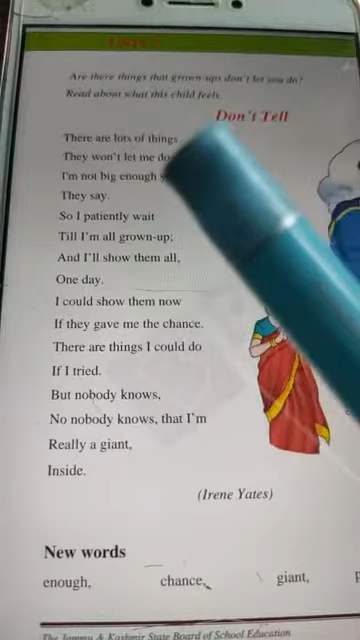 Are there things that grown-ups don't let you do?
Read about what this child feels.
Don't Tell
There are lots of things
They won't let me do
I'm not big enough
They say.
So I patiently wait
Till I'm all grown-up;
And I'll show them all,
One day.
I could show them now
If they gave me the chance.
There are things I could do
If I tried.
But nobody knows,
No nobody knows, that I'm
Really a giant,
Inside.
(Irene Yates)
New words
enough, chance, giant,
The Jammu & Kashmir State Board of School Education